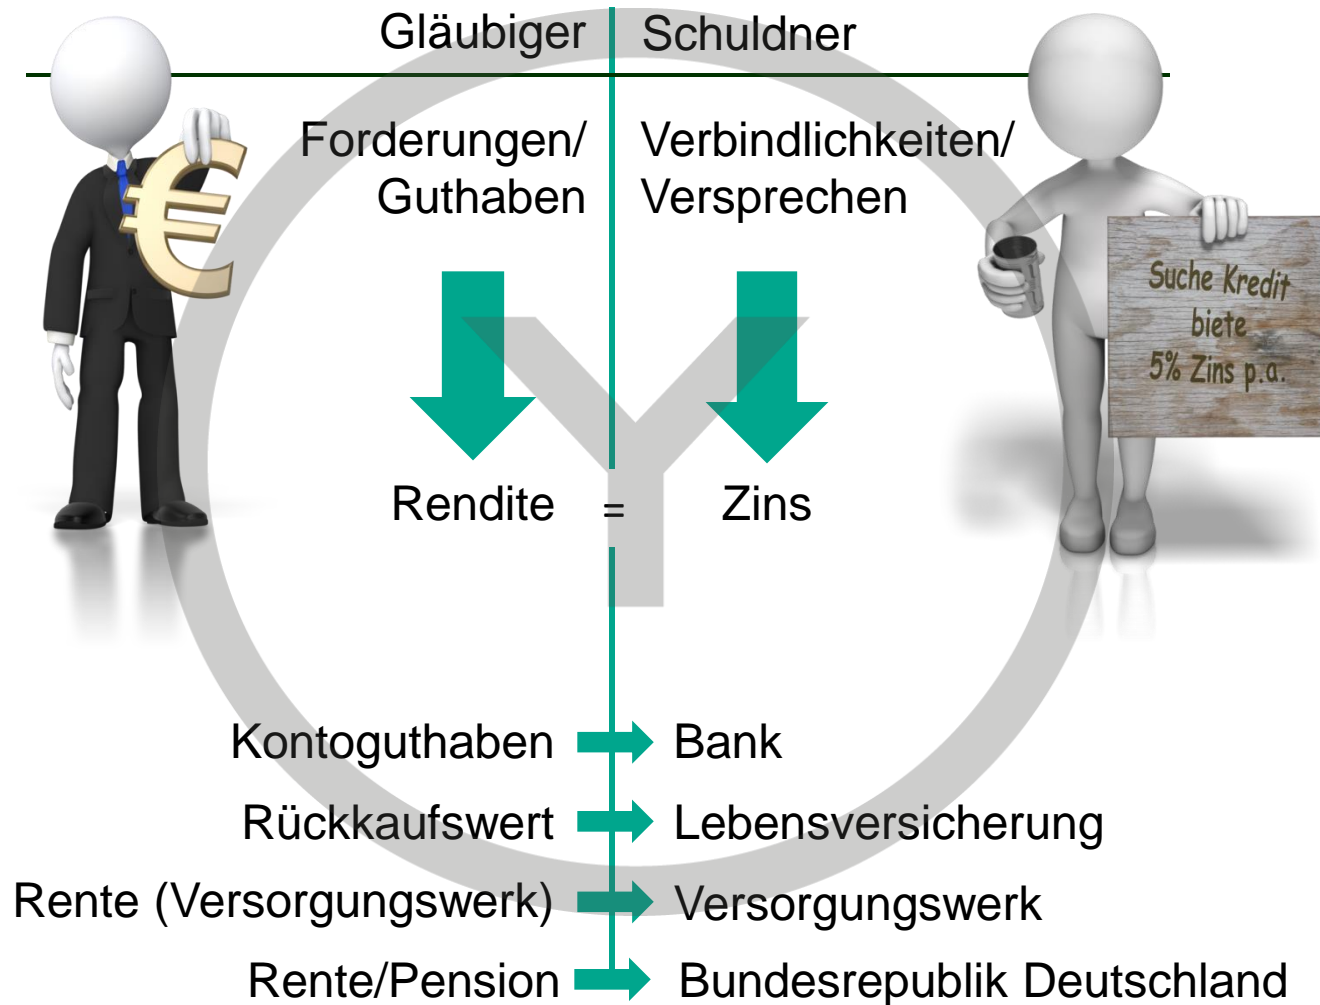 Gläubiger Schuldner
Forderungen/ Verbindlichkeiten/
Guthaben Versprechen
€
Suche Kredit
biete
5% Zins p.a.
Rendite = Zins
Kontoguthaben Bank
Rückkaufswert Lebensversicherung
Rente (Versorgungswerk) Versorgungswerk
Rente/Pension Bundesrepublik Deutschland